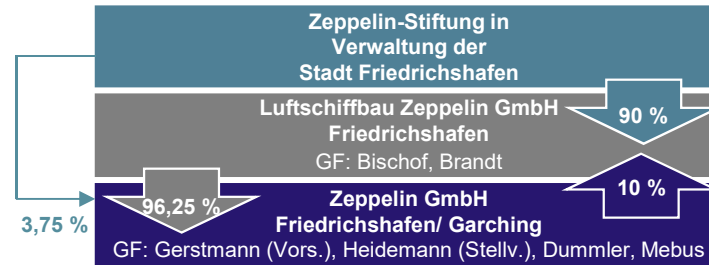 Zeppelin-Stiftung in
Verwaltung der
Stadt Friedrichshafen
Luftschiffbau Zeppelin GmbH
Friedrichshafen
GF: Bischof, Brandt
90 %
Zeppelin GmbH
Friedrichshafen/ Garching
GF: Gerstmann (Vors.), Heidemann (Stellv.), Dummler, Mebus
96,25 %
10 %
3,75 %